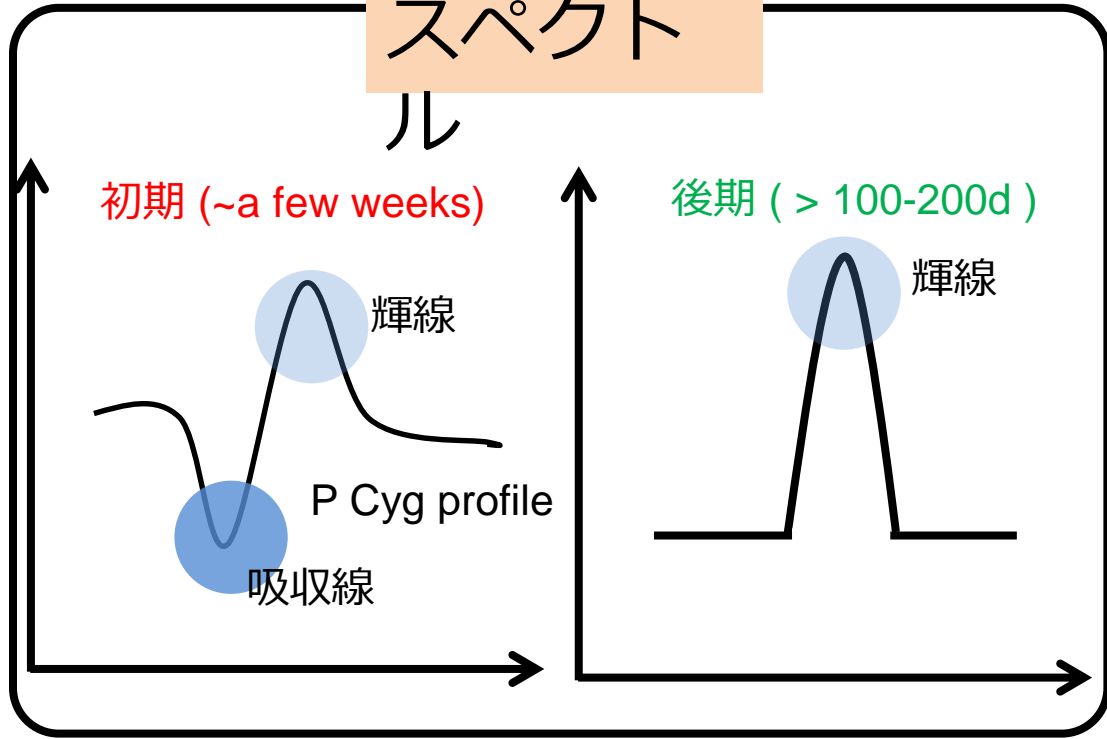 スペクト
ル
初期 (~a few weeks)
輝線
P Cyg profile
吸収線
後期 ( > 100-200d )
輝線